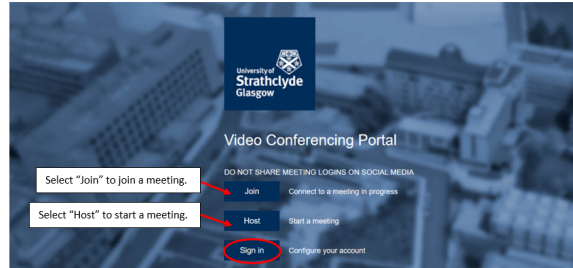 University of
Strathclyde
Glasgow
Video Conferencing Portal
DO NOT SHARE MEETING LOGINS ON SOCIAL MEDIA
Select “Join” to join a meeting.
Join Connect to a meeting in progress
Select “Host” to start a meeting.
Host Start a meeting
Sign in Configure your account